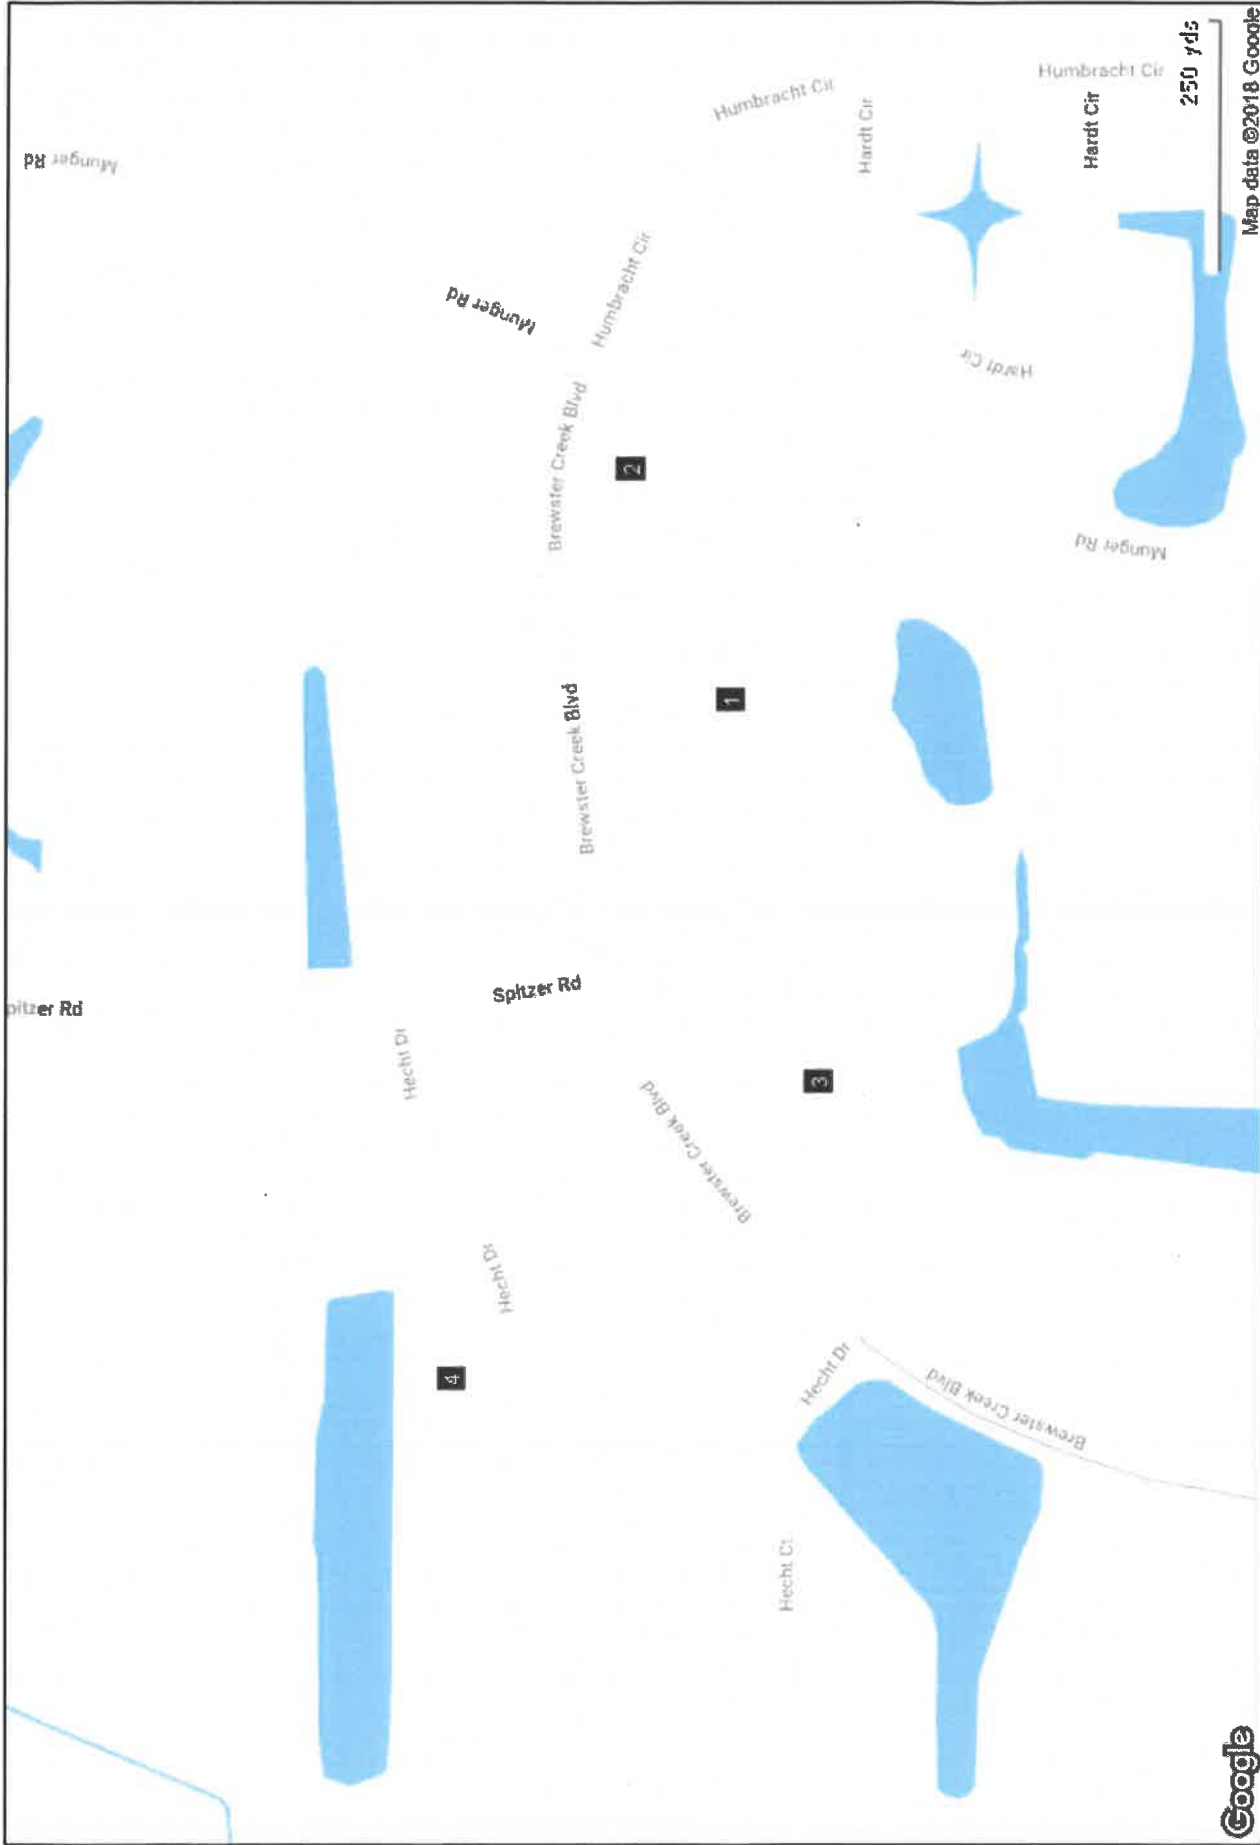 pitzer Rd
Munger Rd
Hecht Dr
Spitzer Rd
Munger Rd
Hecht Dr
Brewster Creek Blvd
Brewster Creek Blvd
Humbracht Cir
4
Brewster Creek Blvd
2
1
Humbracht Cir
3
Hecht Ct
Hecht Dr
Hardt Cir
Brewster Creek Blvd
Hardt Cir
Munger Rd
Hardt Cir
Humbracht Cir
250 yds
Google
Map data ©2018 Google